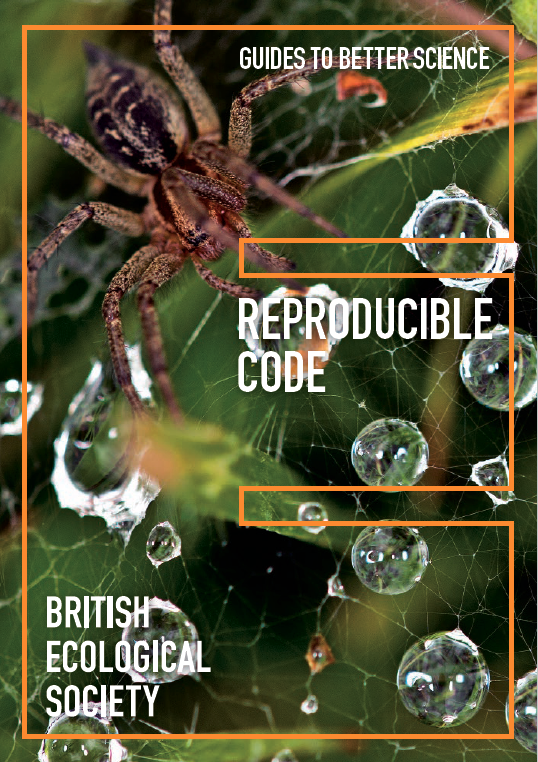 GUIDES TO BETTER SCIENCE
REPRODUCIBLE
CODE
BRITISH
ECOLOGICAL
SOCIETY